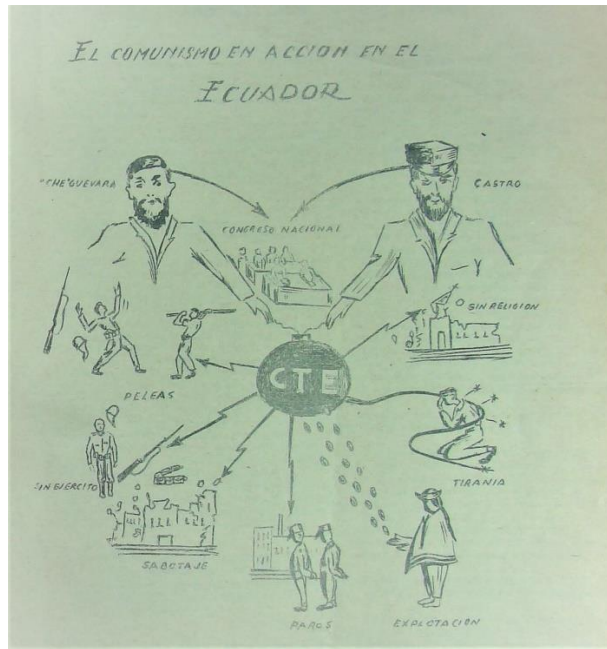 EL COMUNISMO EN ACCION EN EL
ECUADOR
"CHE" GUEVARA
CASTRO
CONGRESO NACIONAL
SIN RELIGION
CTE
PELEAS
TIRANIA
SIN EJERCITO
SABOTAJE
PAROS
EXPLOTACION